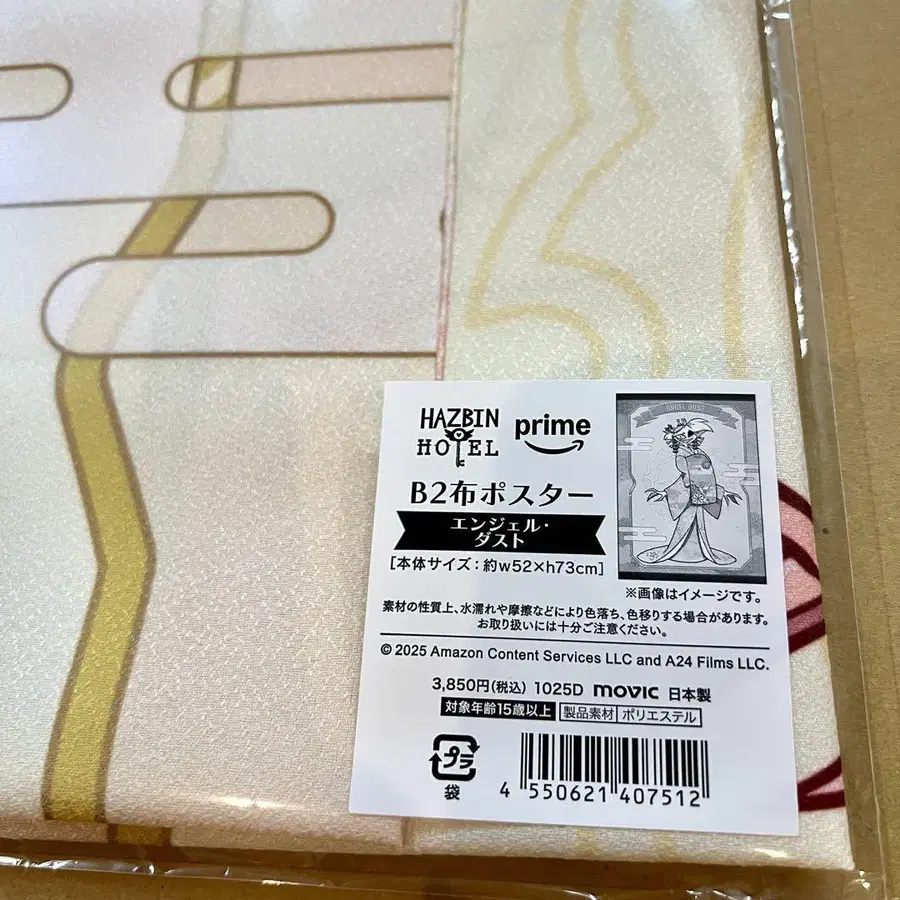 HAZBIN
HOTEL
prime
B2布ポスター
エンジェル・
ダスト
[本体サイズ：約w52×h73cm]
ANGEL DUST
※画像はイメージです。
素材の性質上、水濡れや摩擦などにより色落ち、色移りする場合があります。
お取り扱いには十分ご注意ください。
© 2025 Amazon Content Services LLC and A24 Films LLC.
3,850円(税込) 1025D movic 日本製
対象年齢15歳以上 製品素材 ポリエステル
プラ
袋
4 550621 407512